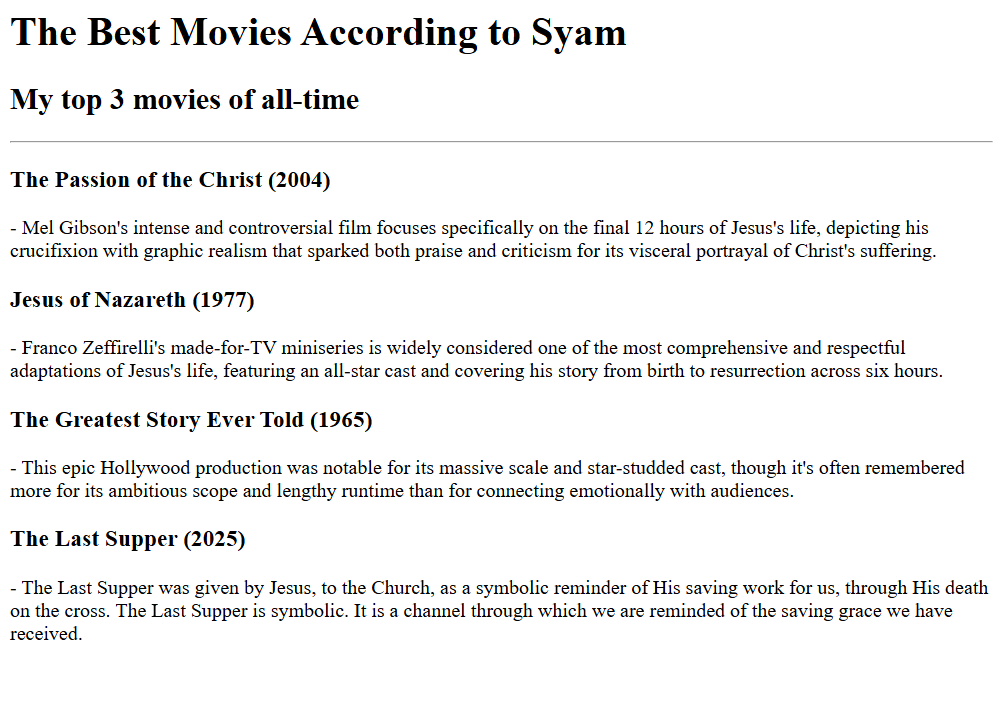 The Best Movies According to Syam
My top 3 movies of all-time
The Passion of the Christ (2004)
- Mel Gibson's intense and controversial film focuses specifically on the final 12 hours of Jesus's life, depicting his
crucifixion with graphic realism that sparked both praise and criticism for its visceral portrayal of Christ's suffering.
Jesus of Nazareth (1977)
- Franco Zeffirelli's made-for-TV miniseries is widely considered one of the most comprehensive and respectful
adaptations of Jesus's life, featuring an all-star cast and covering his story from birth to resurrection across six hours.
The Greatest Story Ever Told (1965)
- This epic Hollywood production was notable for its massive scale and star-studded cast, though it's often remembered
more for its ambitious scope and lengthy runtime than for connecting emotionally with audiences.
The Last Supper (2025)
- The Last Supper was given by Jesus, to the Church, as a symbolic reminder of His saving work for us, through His death
on the cross. The Last Supper is symbolic. It is a channel through which we are reminded of the saving grace we have
received.